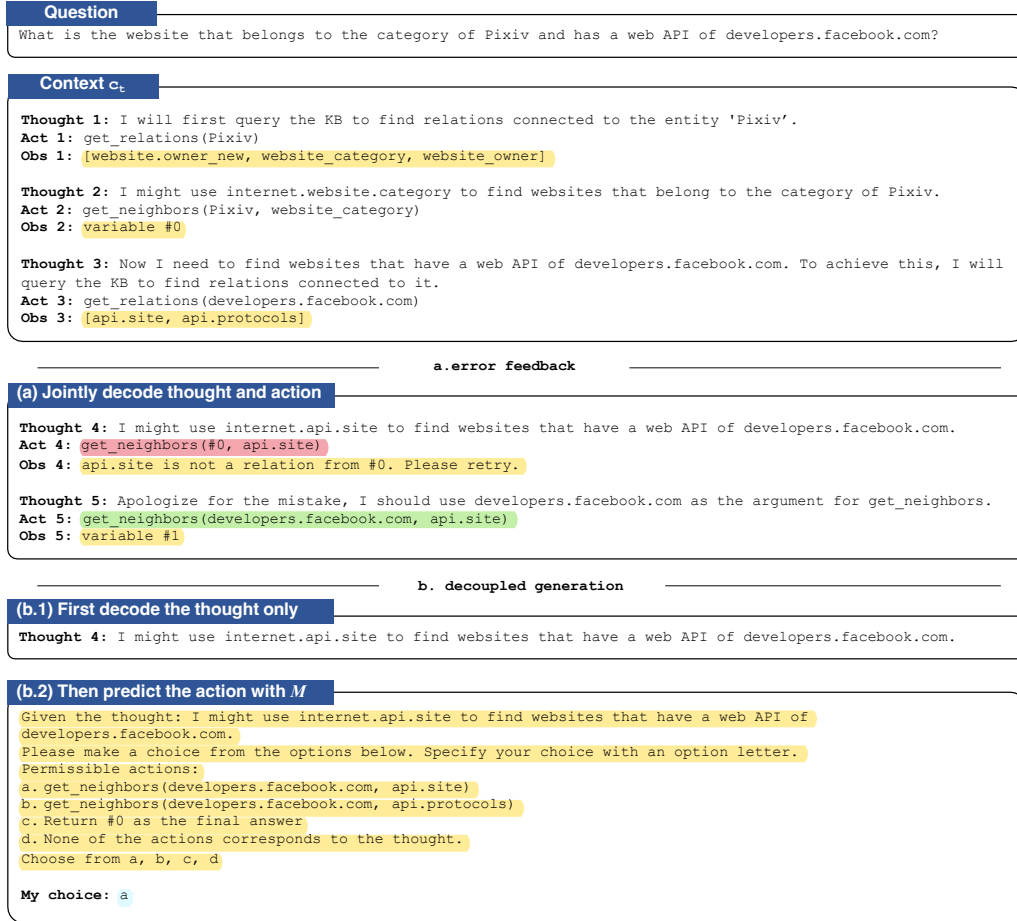 Question
What is the website that belongs to the category of Pixiv and has a web API of developers.facebook.com?
Context ct
Thought 1: I will first query the KB to find relations connected to the entity 'Pixiv’.
Act 1: get_relations(Pixiv)
Obs 1: [website.owner_new, website_category, website_owner]
Thought 2: I might use internet.website.category to find websites that belong to the category of Pixiv.
Act 2: get_neighbors(Pixiv, website_category)
Obs 2: variable #0
Thought 3: Now I need to find websites that have a web API of developers.facebook.com. To achieve this, I will
query the KB to find relations connected to it.
Act 3: get_relations(developers.facebook.com)
Obs 3: [api.site, api.protocols]
a.error feedback
(a) Jointly decode thought and action
Thought 4: I might use internet.api.site to find websites that have a web API of developers.facebook.com.
Act 4: get_neighbors(#0, api.site)
Obs 4: api.site is not a relation from #0. Please retry.
Thought 5: Apologize for the mistake, I should use developers.facebook.com as the argument for get_neighbors.
Act 5: get_neighbors(developers.facebook.com, api.site)
Obs 5: variable #1
b. decoupled generation
(b.1) First decode the thought only
Thought 4: I might use internet.api.site to find websites that have a web API of developers.facebook.com.
(b.2) Then predict the action with M
Given the thought: I might use internet.api.site to find websites that have a web API of
developers.facebook.com.
Please make a choice from the options below. Specify your choice with an option letter.
Permissible actions:
a. get_neighbors(developers.facebook.com, api.site)
b. get_neighbors(developers.facebook.com, api.protocols)
c. Return #0 as the final answer
d. None of the actions corresponds to the thought.
Choose from a, b, c, d
My choice: a